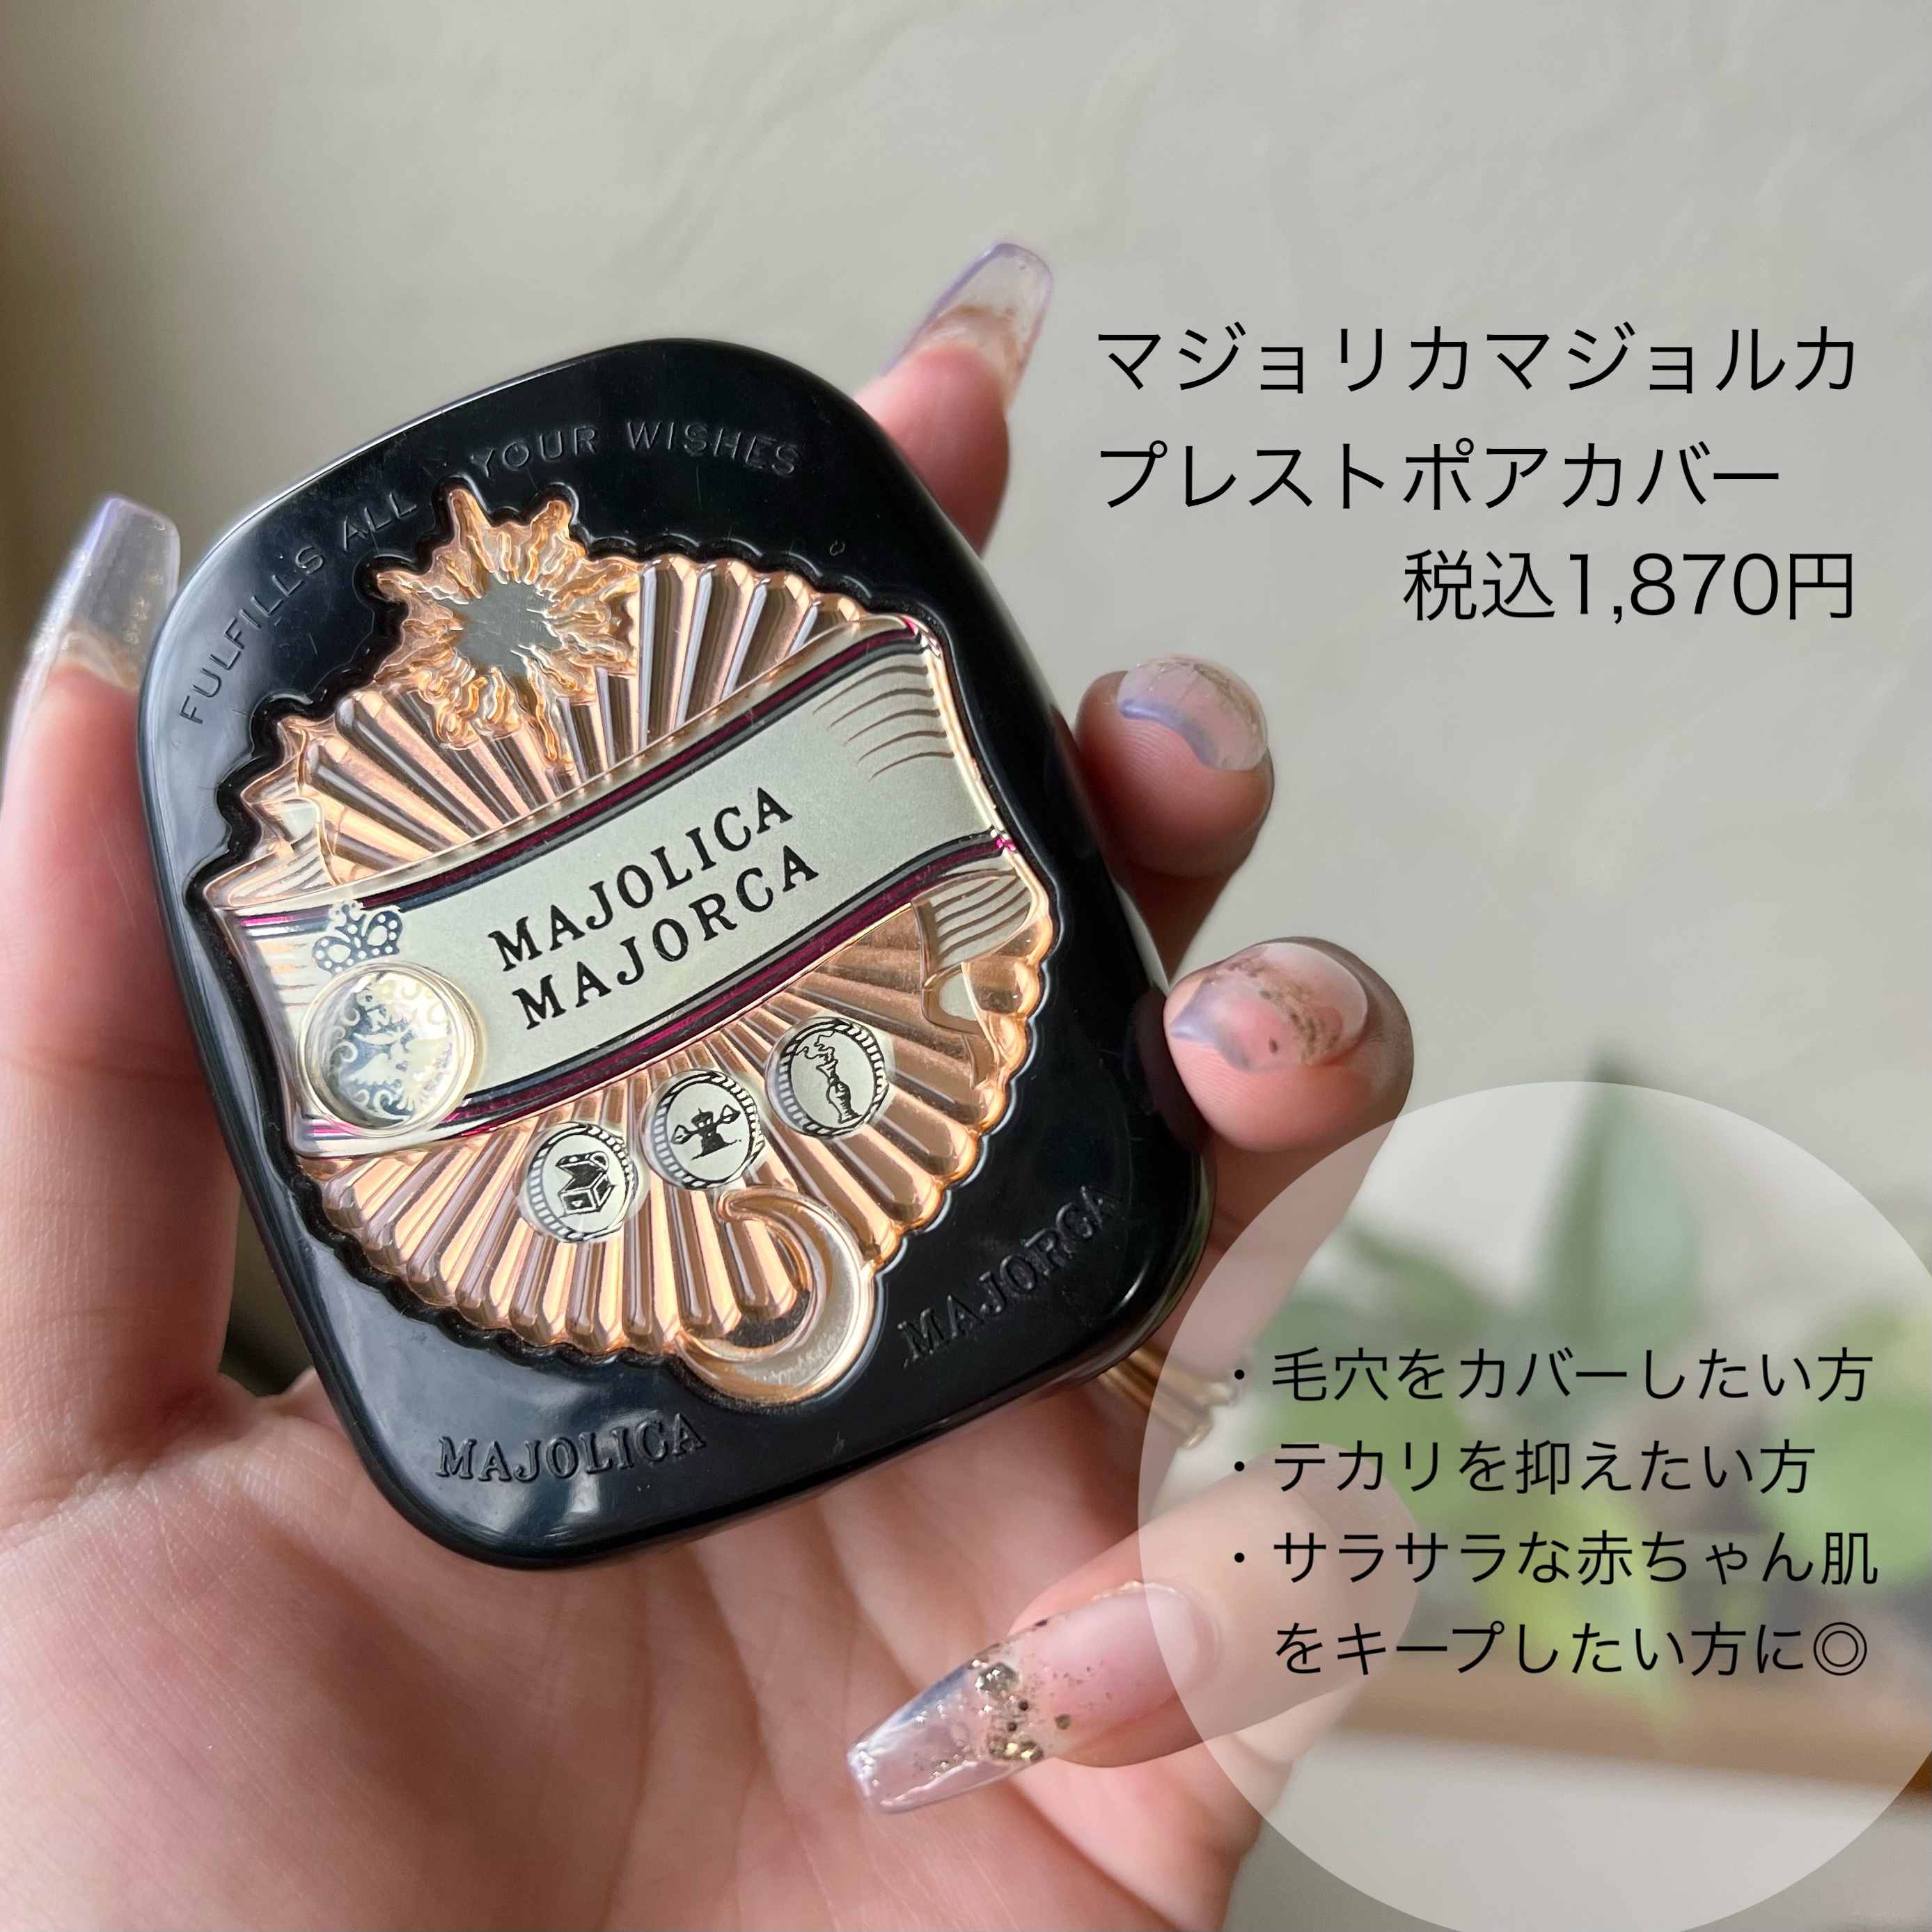 マジョリカマジョルカ
プレストポアカバー
税込1,870円
FULFILLS ALL YOUR WISHES
MAJOLICA
MAJORCA
MAJOLICA MAJORCA
・毛穴をカバーしたい方
・テカリを抑えたい方
・サラサラな赤ちゃん肌
をキープしたい方に◎